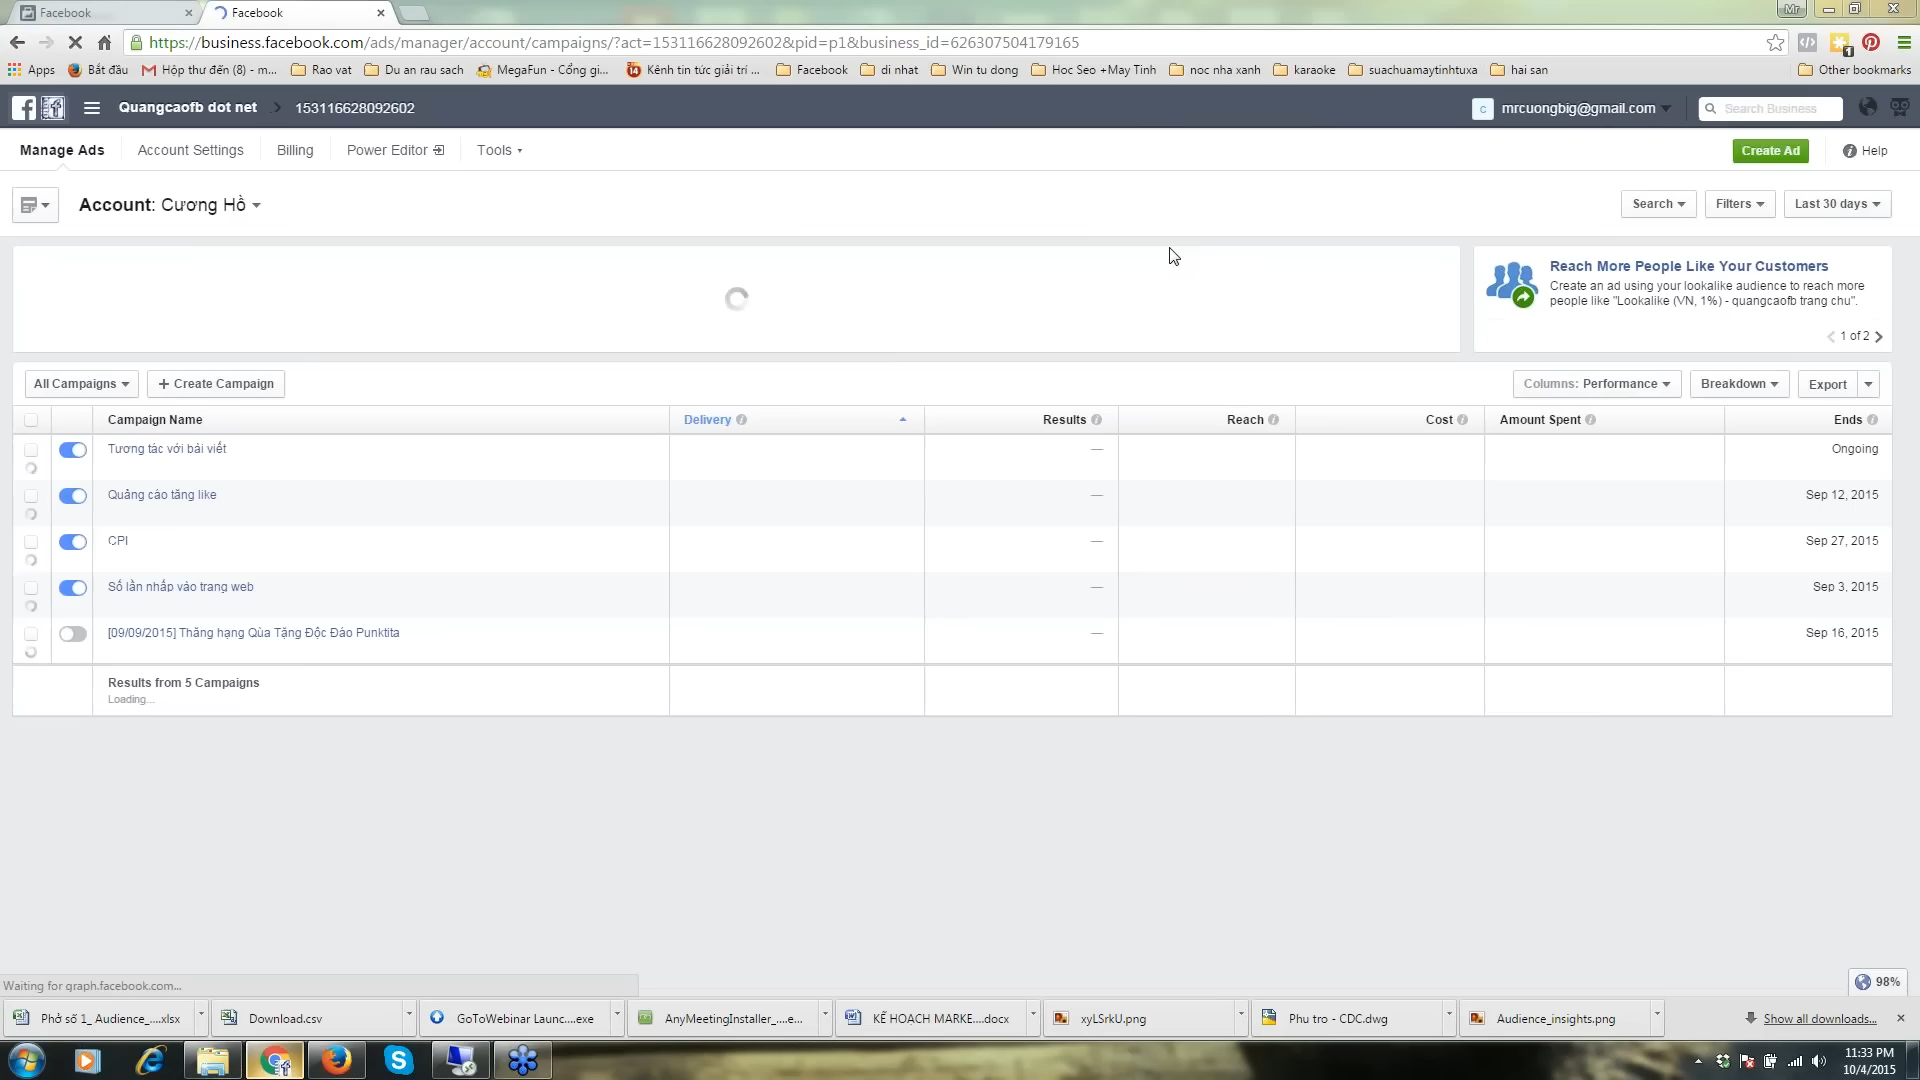 Facebook
Facebook
Mr
https://business.facebook.com/ads/manager/account/campaigns/?act=153116628092602&pid=p1&business_id=626307504179165
Apps
Bắt đầu
Hộp thư đến (8) - m...
Rao vat
Du an rau sach
MegaFun - Cổng gi...
Kênh tin tức giải trí ...
Facebook
di nhat
Win tu dong
Hoc Seo +May Tinh
noc nha xanh
karaoke
suachuamaytinhtuxa
hai san
Other bookmarks
Quangcaofb dot net
153116628092602
c
mrcuongbig@gmail.com
Search Business
Manage Ads
Account Settings
Billing
Power Editor
Tools
Create Ad
Help
Account: Cương Hồ
Search
Filters
Last 30 days
Reach More People Like Your Customers
Create an ad using your lookalike audience to reach more
people like "Lookalike (VN, 1%) - quangcaofb trang chu".
1 of 2
All Campaigns
+ Create Campaign
Columns: Performance
Breakdown
Export
Campaign Name
Delivery
Results
Reach
Cost
Amount Spent
Ends
Tương tác với bài viết
—
Ongoing
Quảng cáo tăng like
—
Sep 12, 2015
CPI
—
Sep 27, 2015
Số lần nhấp vào trang web
—
Sep 3, 2015
[09/09/2015] Thăng hạng Qùa Tặng Độc Đáo Punktita
—
Sep 16, 2015
Results from 5 Campaigns
Loading...
98%
Waiting for graph.facebook.com...
Phở số 1_ Audience_....xlsx
Download.csv
GoToWebinar Launc....exe
AnyMeetingInstaller_....e...
KẾ HOẠCH MARKE....docx
xyLSrkU.png
Phu tro - CDC.dwg
Audience_insights.png
Show all downloads...
11:33 PM
10/4/2015